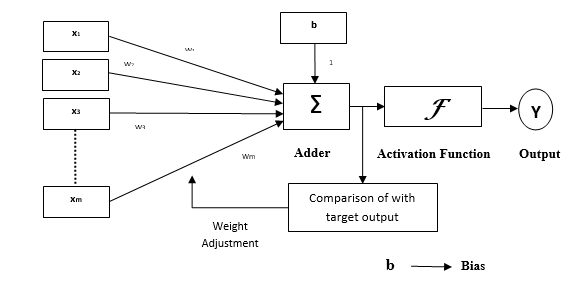 b
x₁
w₁
x₂
w₂
1
x₃
Σ
ℱ
Y
w₃
Wm
Adder
Activation Function
Output
xm
Comparison of with
target output
Weight
Adjustment
b
Bias